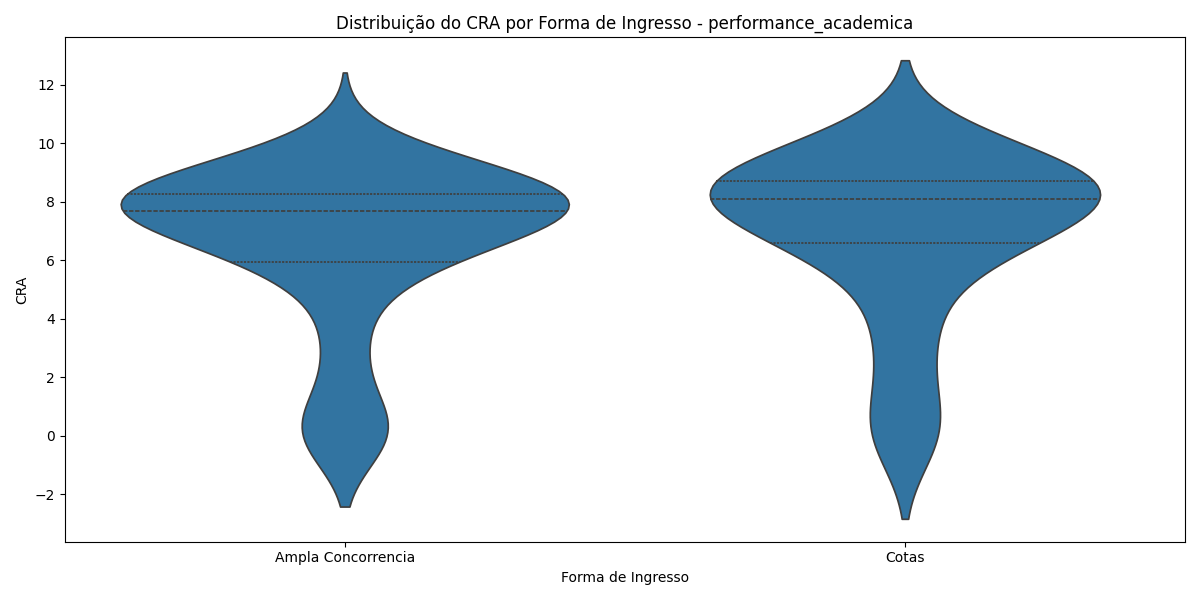 Distribuição do CRA por Forma de Ingresso - performance_academica
12
10
8
6
4
2
0
−2
CRA
Ampla Concorrencia
Cotas
Forma de Ingresso